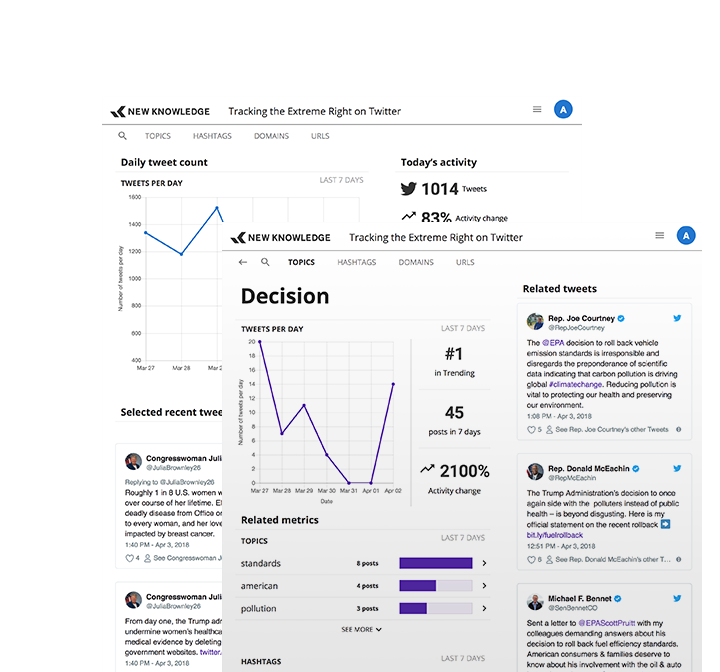 NEW KNOWLEDGE Tracking the Extreme Right on Twitter A
TOPICS HASHTAGS DOMAINS URLS
Daily tweet count
TWEETS PER DAY LAST 7 DAYS
1600
1400
1200
1000
800
600
400
Number of tweets per day
Mar 27 Mar 28 Mar 2
Today's activity
1014 Tweets
83% Activity change
Selected recent twee
Congresswoman Juli
@JuliaBrownley26
Replying to @JuliaBrownley26
Roughly 1 in 8 U.S. women w
over course of her lifetime. El
deadly disease from Office on
to every woman, and her love
impacted by breast cancer.
1:40 PM - Apr 3, 2018
4 See Congresswoman J
Congresswoman Juli
@JuliaBrownley26
From day one, the Trump ad
undermine women's healthca
medical evidence by deleting
government websites. twitter.
1:40 PM - Apr 3, 2018
NEW KNOWLEDGE Tracking the Extreme Right on Twitter A
TOPICS HASHTAGS DOMAINS URLS
Decision
TWEETS PER DAY LAST 7 DAYS
20
18
16
14
12
10
8
6
4
2
0
Number of tweets per day
Mar 27 Mar 28 Mar 29 Mar 30 Mar 31 Apr 01 Apr 02
Date
#1
in Trending
45
posts in 7 days
2100%
Activity change
Related metrics
TOPICS LAST 7 DAYS
standards 8 posts
american 4 posts
pollution 3 posts
SEE MORE
HASHTAGS LAST 7 DAYS
Related tweets
Rep. Joe Courtney
@RepJoeCourtney
The @EPA decision to roll back vehicle
emission standards is irresponsible and
disregards the preponderance of scientific
data indicating that carbon pollution is driving
global #climatechange. Reducing pollution is
vital to protecting our health and preserving
our environment.
1:08 PM - Apr 3, 2018
5 See Rep. Joe Courtney's other Tweets
Rep. Donald McEachin
@RepMcEachin
The Trump Administration's decision to once
again side with the polluters instead of public
health – is beyond disgusting. Here is my
official statement on the recent rollback
bit.ly/fuelrollback
12:51 PM - Apr 3, 2018
6 See Rep. Donald McEachin's other T...
Michael F. Bennet
@SenBennetCO
Sent a letter to @EPAScottPruitt with my
colleagues demanding answers about his
decision to roll back fuel efficiency standards.
American consumers & families deserve to
know about his involvement with the oil & auto